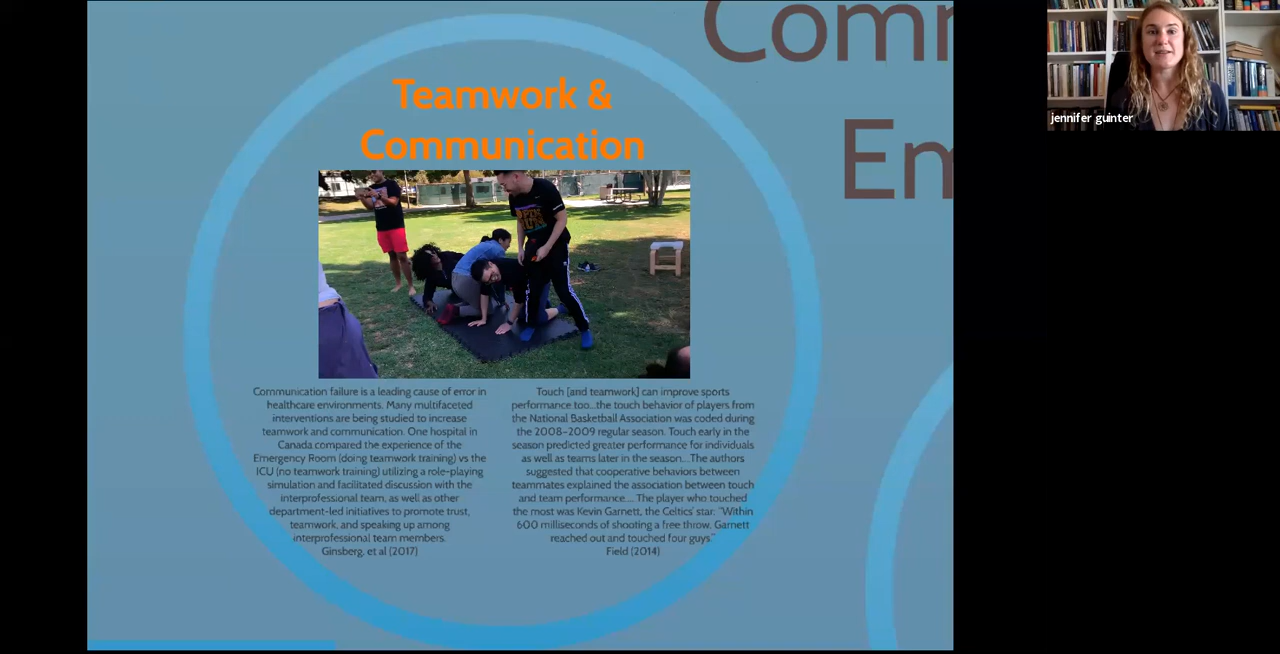 Comm
Em
Teamwork &
Communication
Communication failure is a leading cause of error in
healthcare environments. Many multifaceted
interventions are being studied to increase
teamwork and communication. One hospital in
Canada compared the experience of the
Emergency Room (doing teamwork training) vs the
ICU (no teamwork training) utilizing a role-playing
simulation and facilitated discussion with the
interprofessional team, as well as other
department-led initiatives to promote trust,
teamwork, and speaking up among
interprofessional team members.
Ginsberg, et al (2017)
Touch [and teamwork] can improve sports
performance too...the touch behavior of players from
the National Basketball Association was coded during
the 2008-2009 regular season. Touch early in the
season predicted greater performance for individuals
as well as teams later in the season....The authors
suggested that cooperative behaviors between
teammates explained the association between touch
and team performance.... The player who touched
the most was Kevin Garnett, the Celtics' star: "Within
600 milliseconds of shooting a free throw, Garnett
reached out and touched four guys."
Field (2014)
jennifer guinter